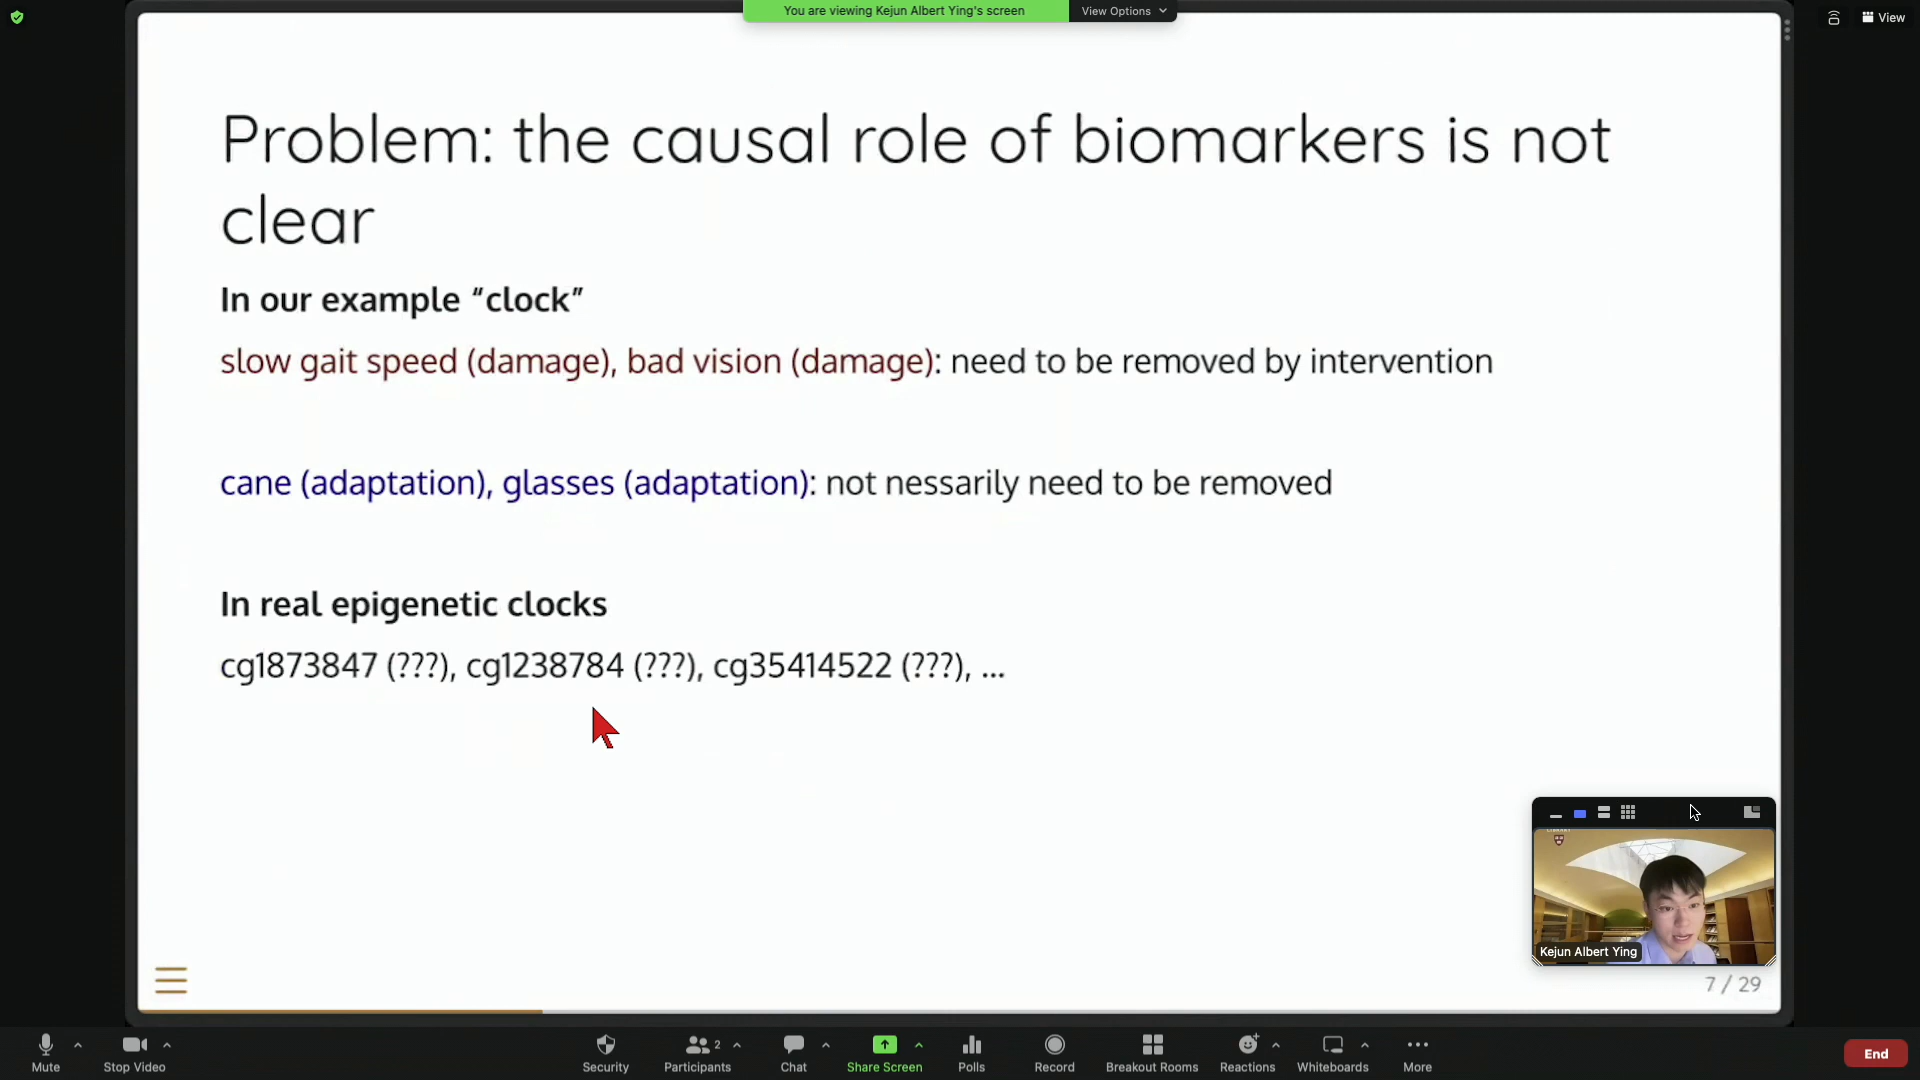 You are viewing Kejun Albert Ying's screen
View Options
View
Problem: the causal role of biomarkers is not
clear
In our example “clock”
slow gait speed (damage), bad vision (damage): need to be removed by intervention
cane (adaptation), glasses (adaptation): not nessarily need to be removed
In real epigenetic clocks
cg1873847 (???), cg1238784 (???), cg35414522 (???), ...
Kejun Albert Ying
7 / 29
Mute
Stop Video
Security
2
Participants
Chat
Share Screen
Polls
Record
Breakout Rooms
Reactions
Whiteboards
More
End